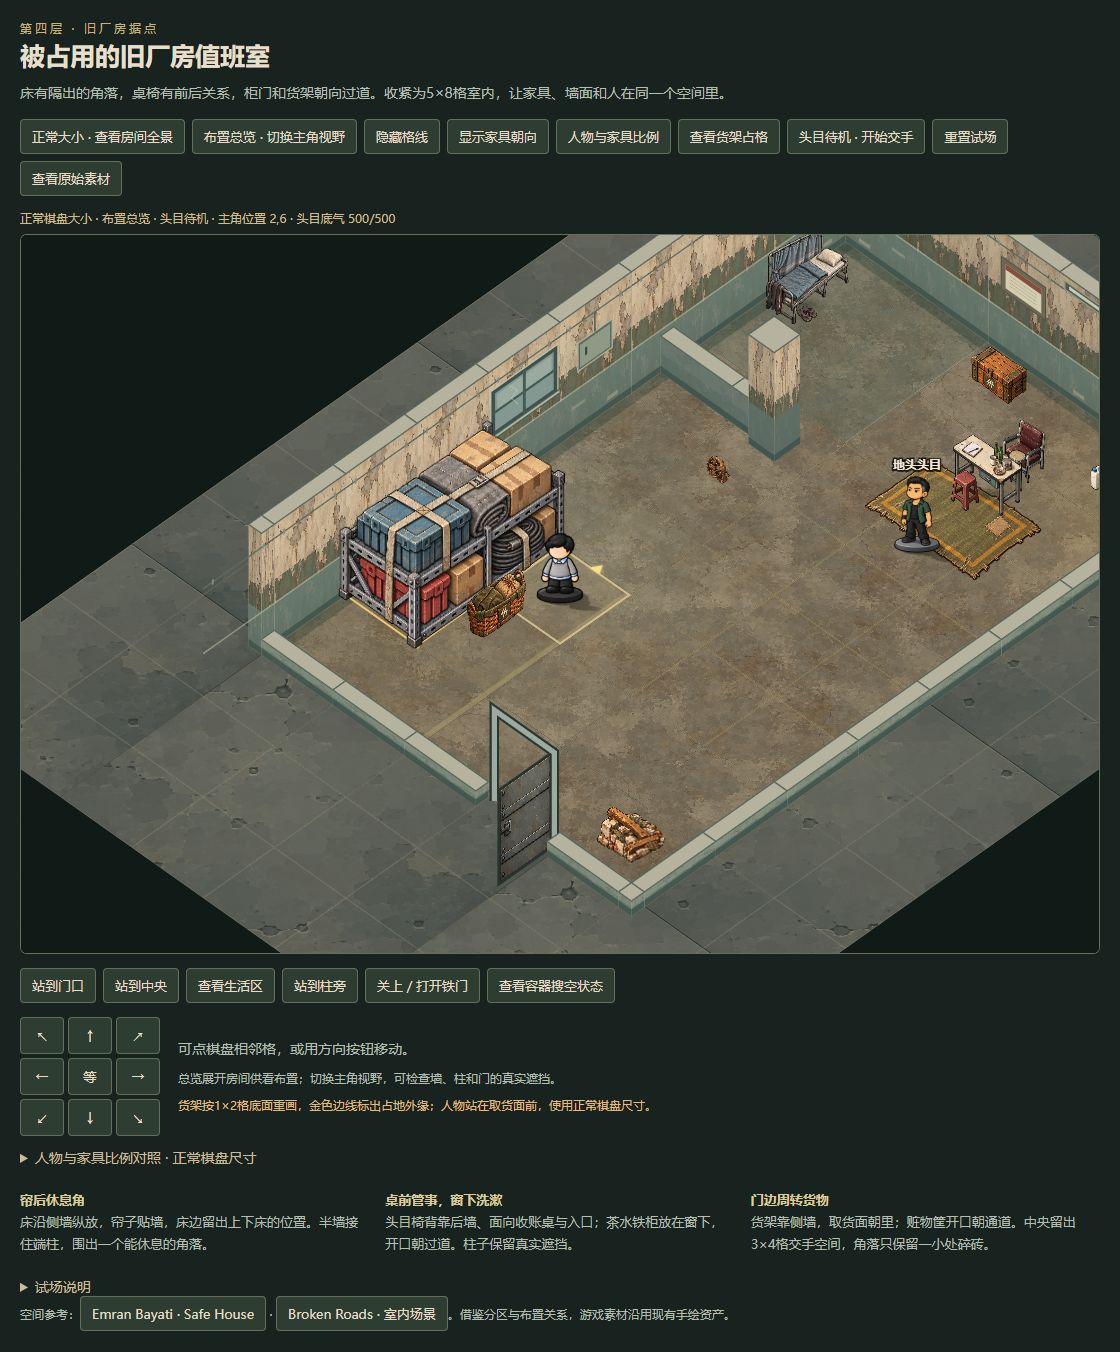 第四层 · 旧厂房据点
被占用的旧厂房值班室
床有隔出的角落，桌椅有前后关系，柜门和货架朝向过道。收紧为5×8格室内，让家具、墙面和人在同一个空间里。
正常大小 · 查看房间全景
布置总览 · 切换主角视野
隐藏格线
显示家具朝向
人物与家具比例
查看货架占格
头目待机 · 开始交手
重置试场
查看原始素材
正常棋盘大小 · 布置总览 · 头目待机 · 主角位置 2,6 · 头目底气 500/500
地头头目
站到门口
站到中央
查看生活区
站到柱旁
关上 / 打开铁门
查看容器搜空状态
↖ ↑ ↗
← 等 →
↙ ↓ ↘
可点棋盘相邻格，或用方向按钮移动。
总览展开房间供看布置；切换主角视野，可检查墙、柱和门的真实遮挡。
货架按1×2格底面重画，金色边线标出占地外缘；人物站在取货面前，使用正常棋盘尺寸。
▶ 人物与家具比例对照 · 正常棋盘尺寸
帘后休息角
床沿侧墙纵放，帘子贴墙，床边留出上下床的位置。半墙接
住端柱，围出一个能休息的角落。
桌前管事，窗下洗漱
头目椅背靠后墙、面向收账桌与入口；茶水铁柜放在窗下，
开口朝过道。柱子保留真实遮挡。
门边周转货物
货架靠侧墙，取货面朝里；赃物筐开口朝通道。中央留出
3×4格交手空间，角落只保留一小处碎砖。
▶ 试场说明
空间参考： Emran Bayati · Safe House · Broken Roads · 室内场景 。借鉴分区与布置关系，游戏素材沿用现有手绘资产。